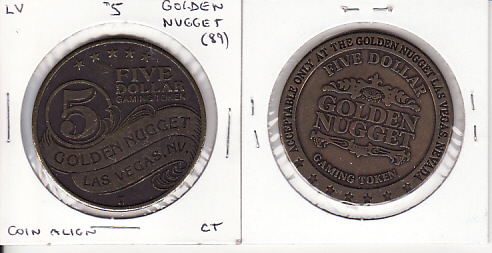 LV 5 GOLDEN
NUGGET
(89)
5
FIVE
DOLLAR
GAMING TOKEN
GOLDEN NUGGET
LAS VEGAS, NV.
COIN ALIGN CT
ACCEPTABLE ONLY AT THE GOLDEN NUGGET LAS VEGAS, NEVADA
FIVE DOLLAR
GOLDEN
NUGGET
GAMING TOKEN